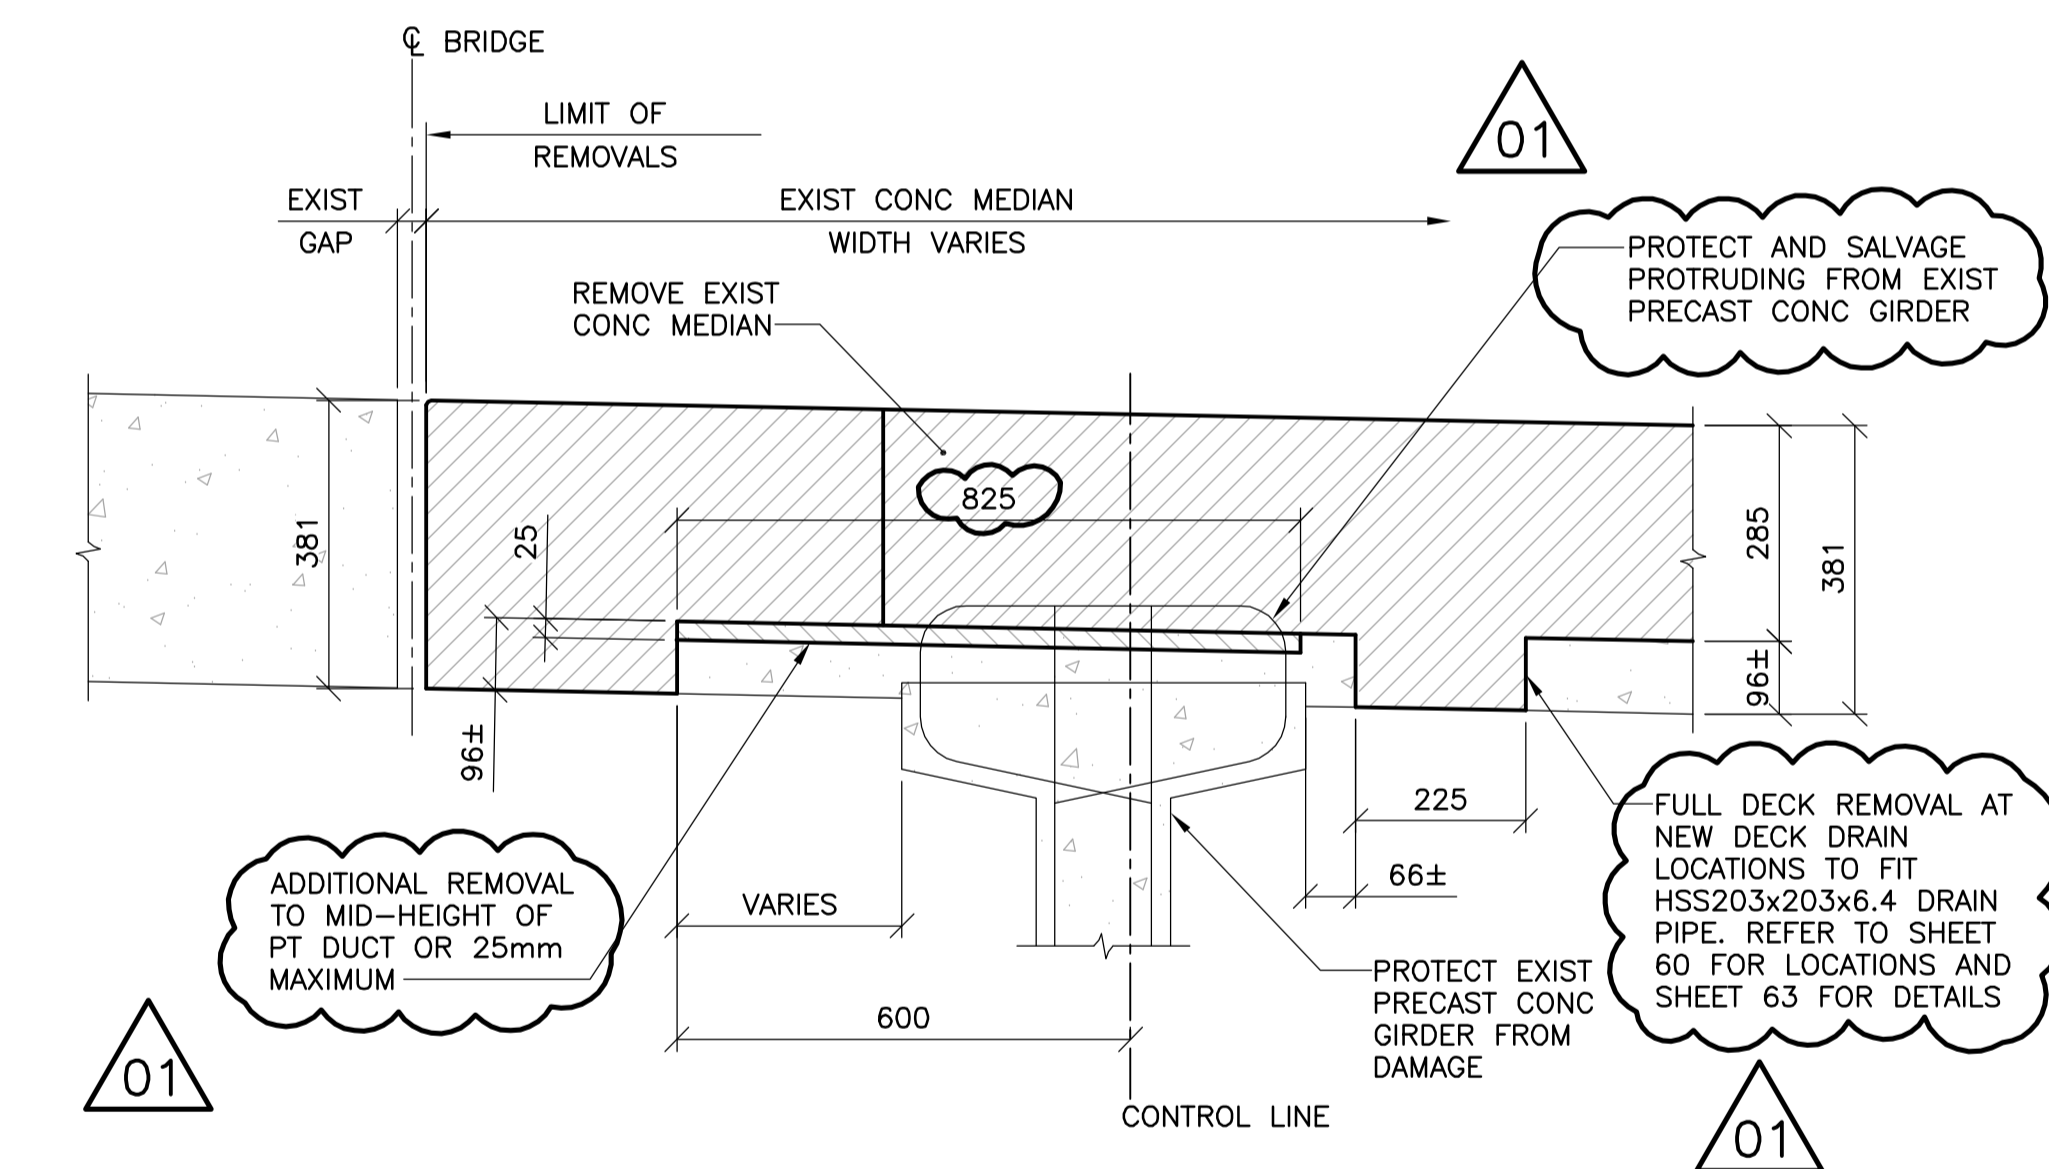 ℄ BRIDGE
LIMIT OF
REMOVALS
01
EXIST
GAP
EXIST CONC MEDIAN
WIDTH VARIES
PROTECT AND SALVAGE
PROTRUDING FROM EXIST
PRECAST CONC GIRDER
REMOVE EXIST
CONC MEDIAN
825
381
25
285
381
96±
96±
225
66±
VARIES
600
ADDITIONAL REMOVAL
TO MID-HEIGHT OF
PT DUCT OR 25mm
MAXIMUM
FULL DECK REMOVAL AT
NEW DECK DRAIN
LOCATIONS TO FIT
HSS203x203x6.4 DRAIN
PIPE. REFER TO SHEET
60 FOR LOCATIONS AND
SHEET 63 FOR DETAILS
PROTECT EXIST
PRECAST CONC
GIRDER FROM
DAMAGE
01
CONTROL LINE
01